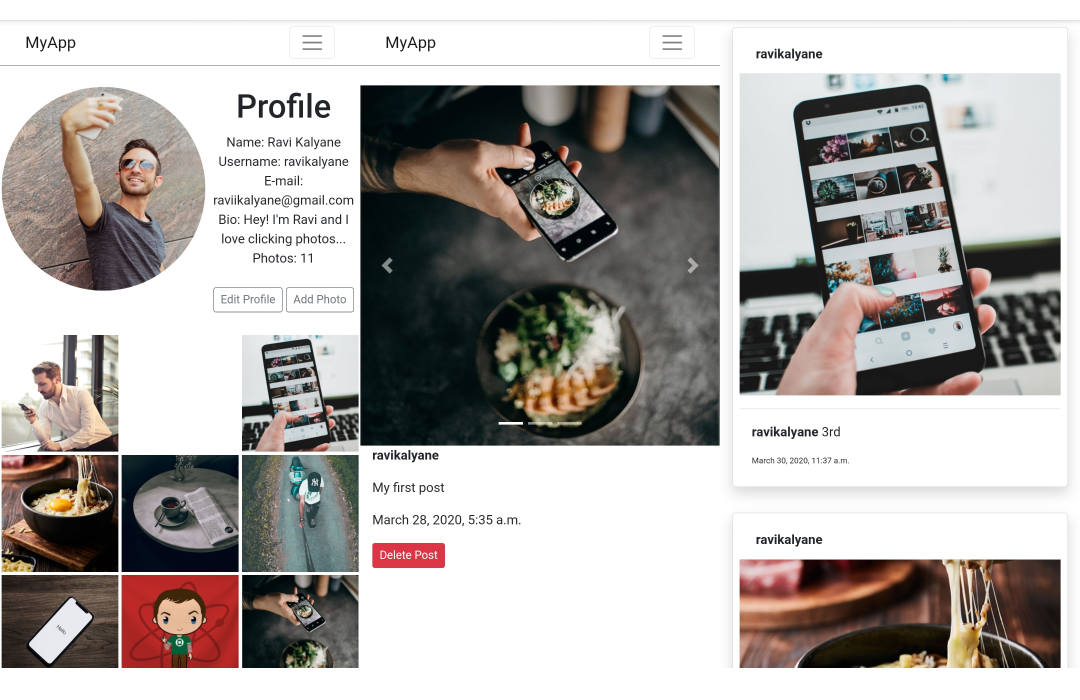 MyApp
Profile
Name: Ravi Kalyane
Username: ravikalyane
E-mail:
raviikalyane@gmail.com
Bio: Hey! I'm Ravi and I
love clicking photos...
Photos: 11
Edit Profile
Add Photo
Hello
MyApp
ravikalyane
My first post
March 28, 2020, 5:35 a.m.
Delete Post
ravikalyane
ravikalyane 3rd
March 30, 2020, 11:37 a.m.
ravikalyane